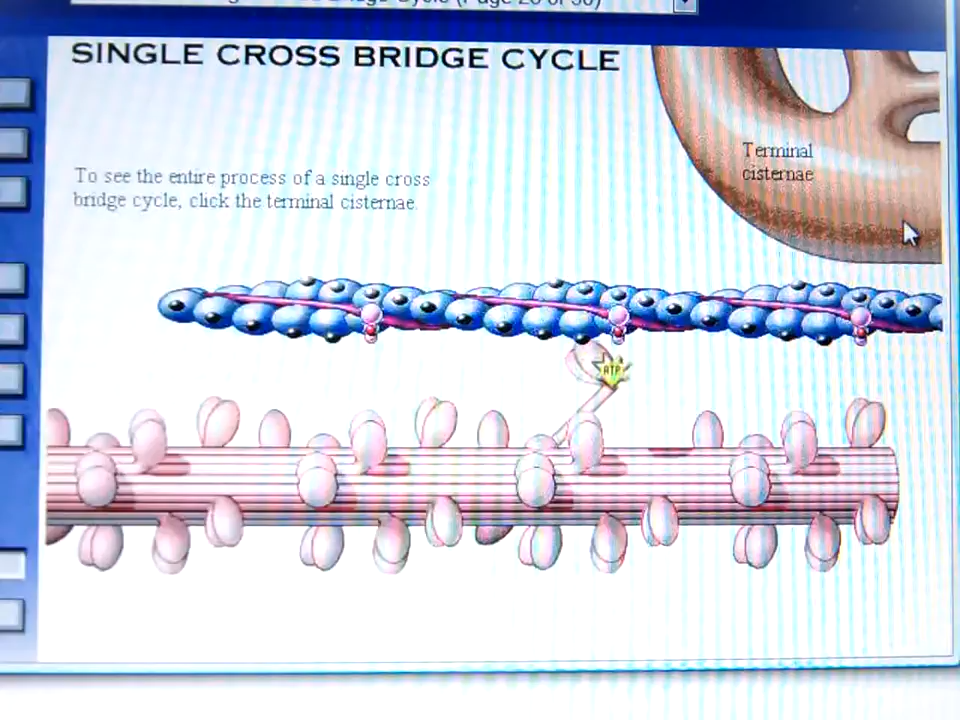 SINGLE CROSS BRIDGE CYCLE
Terminal
cisternae
To see the entire process of a single cross
bridge cycle, click the terminal cisternae.
ATP